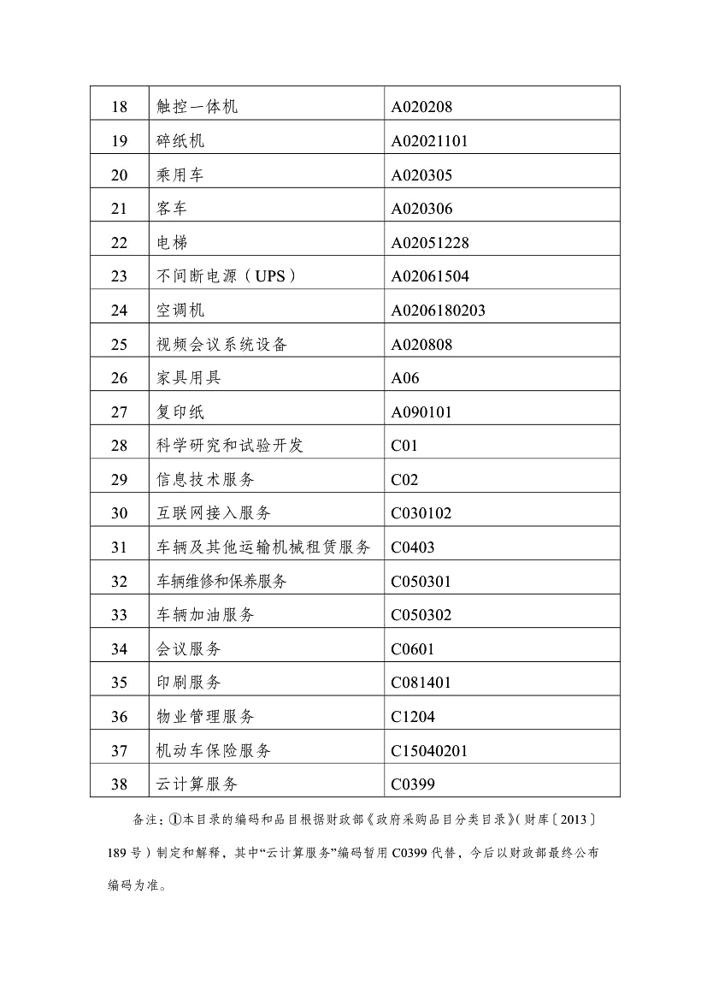 18 触控一体机 A020208
19 碎纸机 A02021101
20 乘用车 A020305
21 客车 A020306
22 电梯 A02051228
23 不间断电源（UPS） A02061504
24 空调机 A0206180203
25 视频会议系统设备 A020808
26 家具用具 A06
27 复印纸 A090101
28 科学研究和试验开发 C01
29 信息技术服务 C02
30 互联网接入服务 C030102
31 车辆及其他运输机械租赁服务 C0403
32 车辆维修和保养服务 C050301
33 车辆加油服务 C050302
34 会议服务 C0601
35 印刷服务 C081401
36 物业管理服务 C1204
37 机动车保险服务 C15040201
38 云计算服务 C0399
备注：①本目录的编码和品目根据财政部《政府采购品目分类目录》（财库〔2013〕
189 号）制定和解释，其中“云计算服务”编码暂用 C0399 代替，今后以财政部最终公布
编码为准。